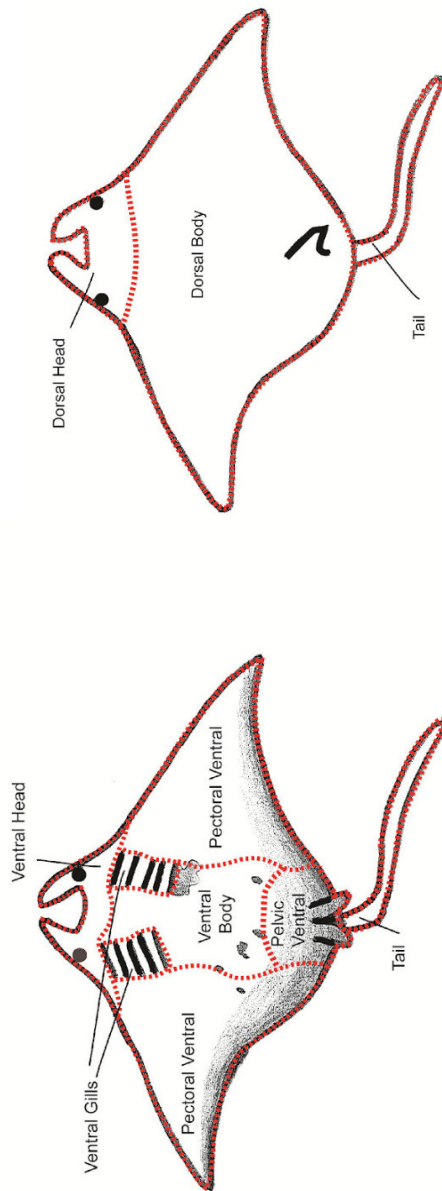 Ventral Head
Ventral Gills
Pectoral Ventral
Pectoral Ventral
Ventral
Body
Pelvic
Ventral
Tail
Dorsal Head
Dorsal Body
Tail